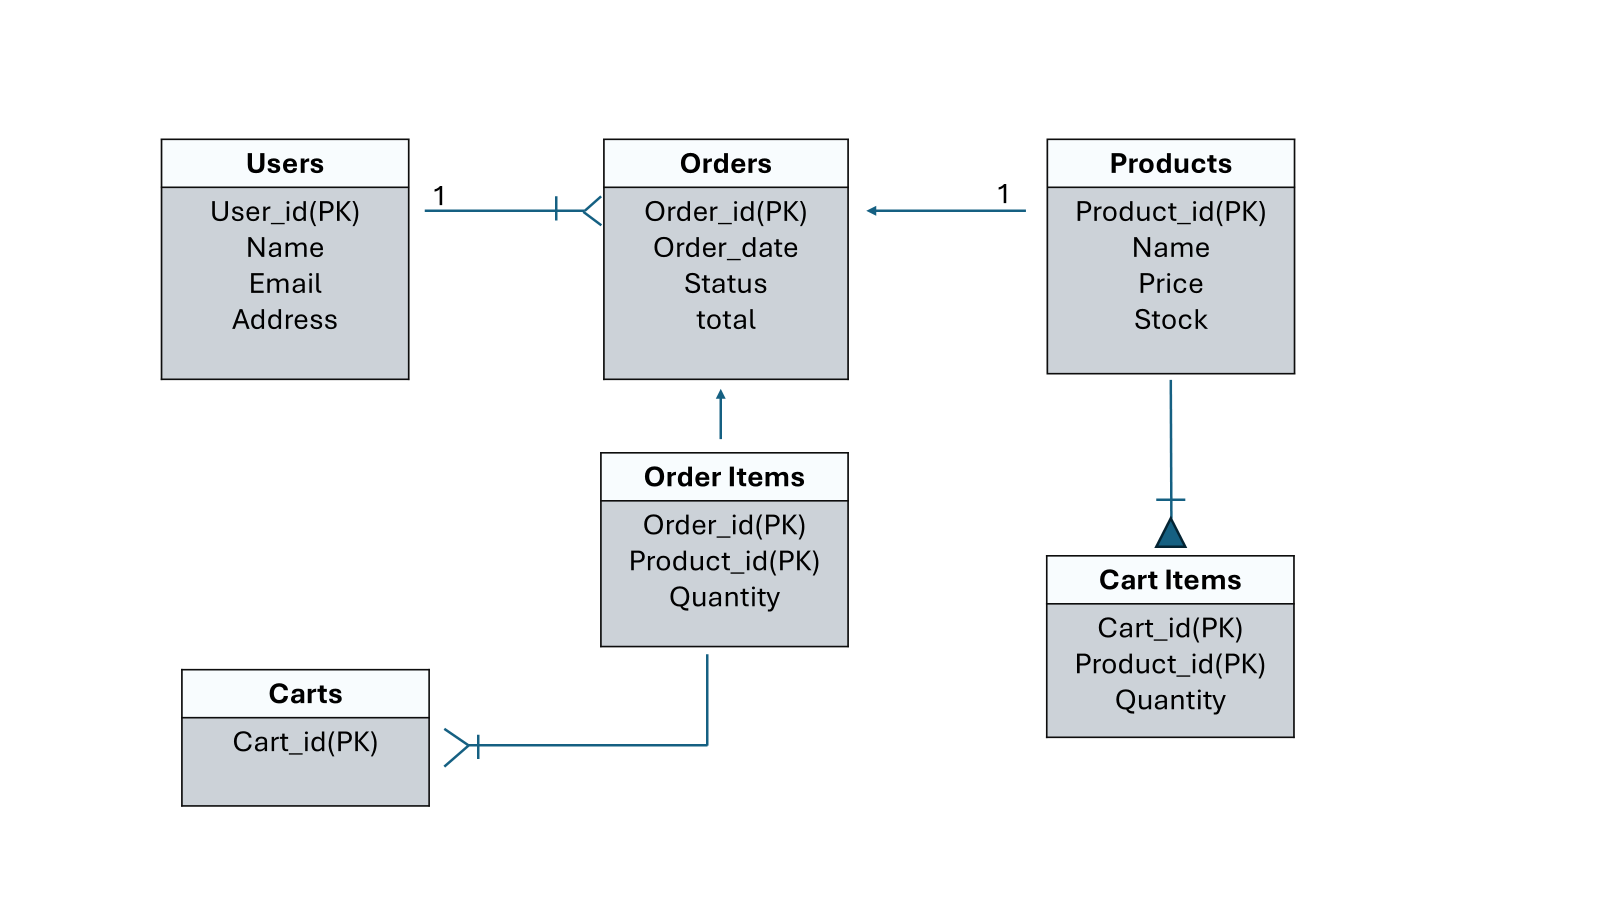 Users
User_id(PK)
Name
Email
Address
1
Orders
Order_id(PK)
Order_date
Status
total
1
Products
Product_id(PK)
Name
Price
Stock
Order Items
Order_id(PK)
Product_id(PK)
Quantity
Cart Items
Cart_id(PK)
Product_id(PK)
Quantity
Carts
Cart_id(PK)